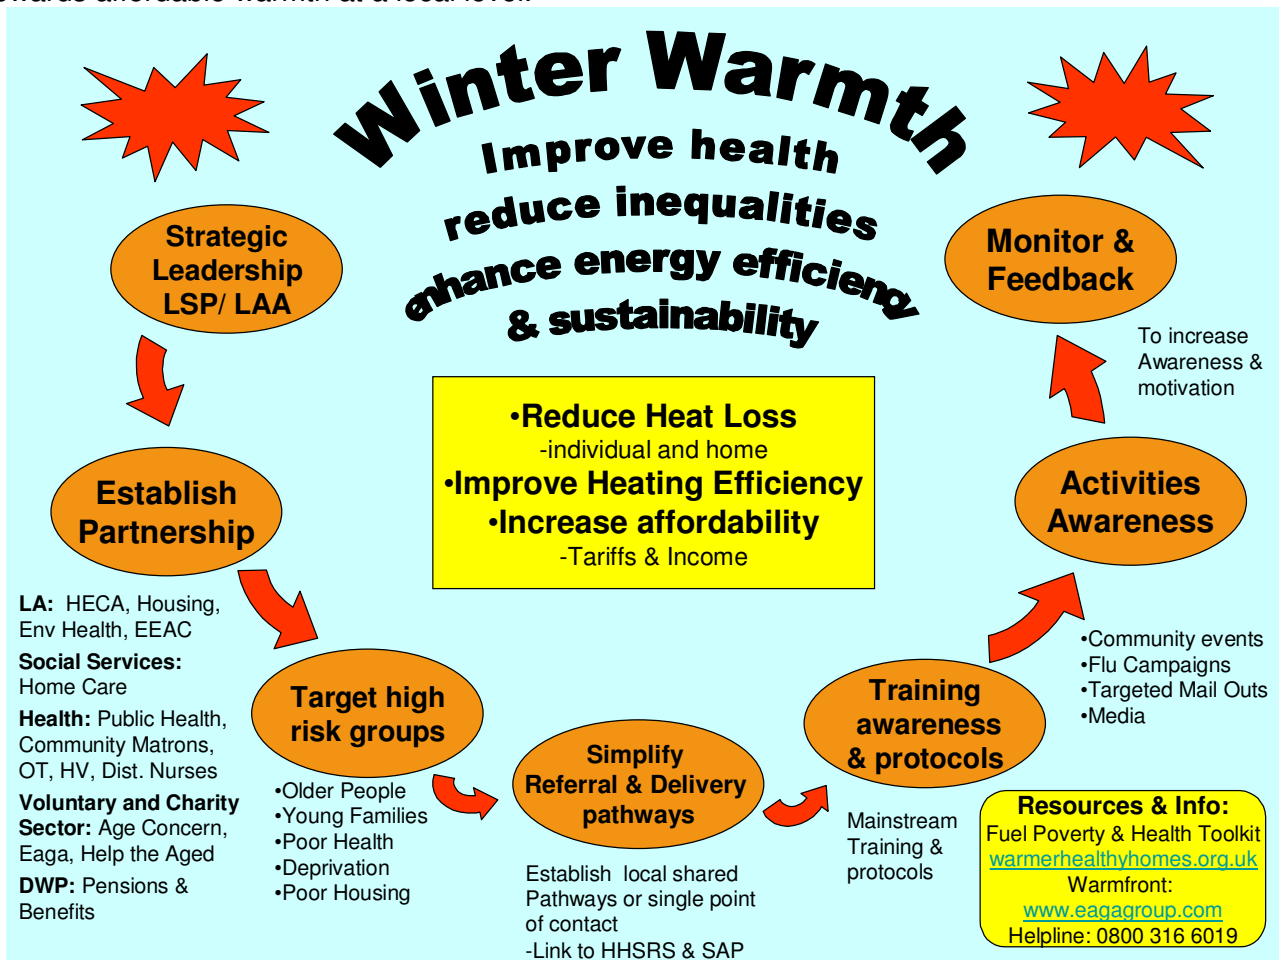 owards affordable warmth at a local level.
Winter Warmth
Improve health
reduce inequalities
enhance energy efficiency
& sustainability
Strategic
Leadership
LSP/ LAA
Establish
Partnership
LA: HECA, Housing,
Env Health, EEAC
Social Services:
Home Care
Health: Public Health,
Community Matrons,
OT, HV, Dist. Nurses
Voluntary and Charity
Sector: Age Concern,
Eaga, Help the Aged
DWP: Pensions &
Benefits
•Reduce Heat Loss
-individual and home
•Improve Heating Efficiency
•Increase affordability
-Tariffs & Income
Target high
risk groups
•Older People
•Young Families
•Poor Health
•Deprivation
•Poor Housing
Simplify
Referral & Delivery
pathways
Establish local shared
Pathways or single point
of contact
-Link to HHSRS & SAP
Training
awareness
& protocols
Mainstream
Training &
protocols
Activities
Awareness
•Community events
•Flu Campaigns
•Targeted Mail Outs
•Media
Monitor &
Feedback
To increase
Awareness &
motivation
Resources & Info:
Fuel Poverty & Health Toolkit
warmerhealthyhomes.org.uk
Warmfront:
www.eagagroup.com
Helpline: 0800 316 6019